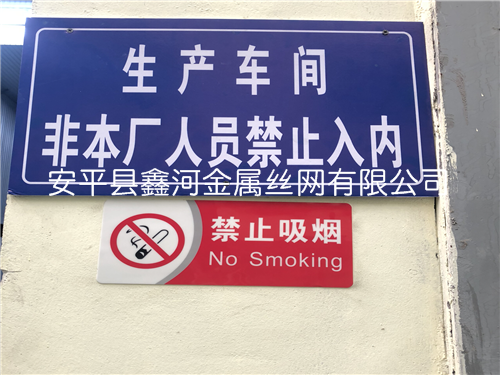 生产车间
非本厂人员禁止入内
安平县鑫河金属丝网有限公司
禁止吸烟
No Smoking